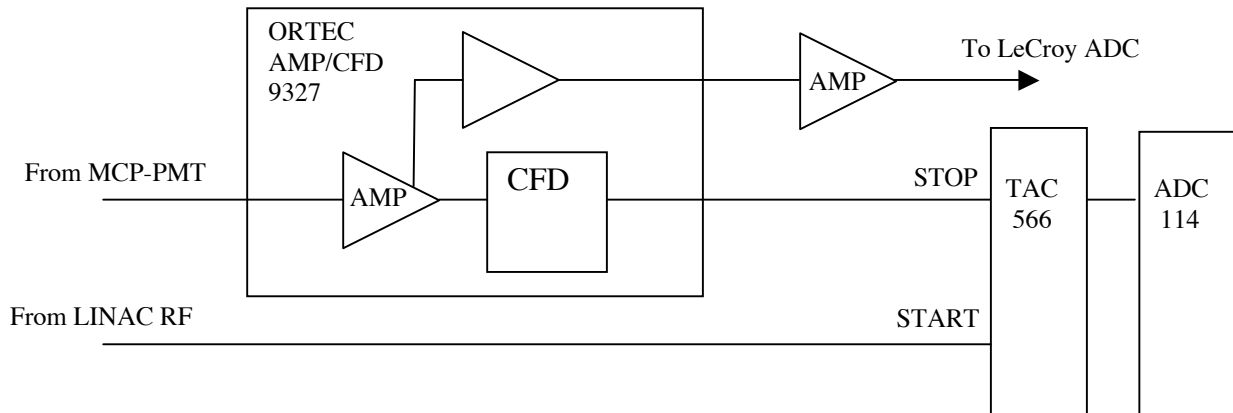 ORTEC
AMP/CFD
9327
To LeCroy ADC
AMP
From MCP-PMT
AMP
CFD
STOP
TAC
566
ADC
114
From LINAC RF
START